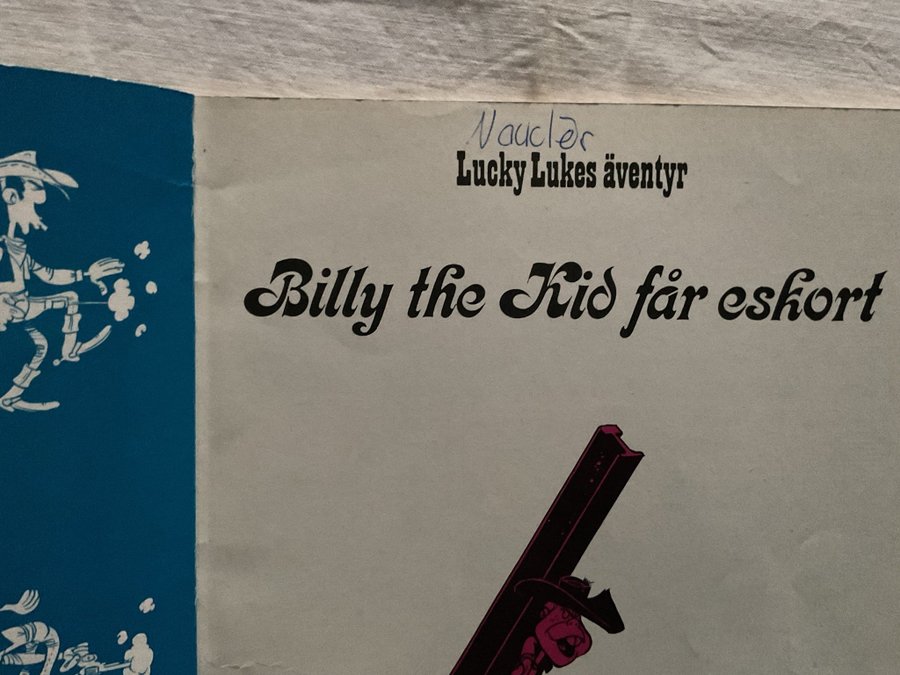 Nauclér
Lucky Lukes äventyr
Billy the Kid får eskort